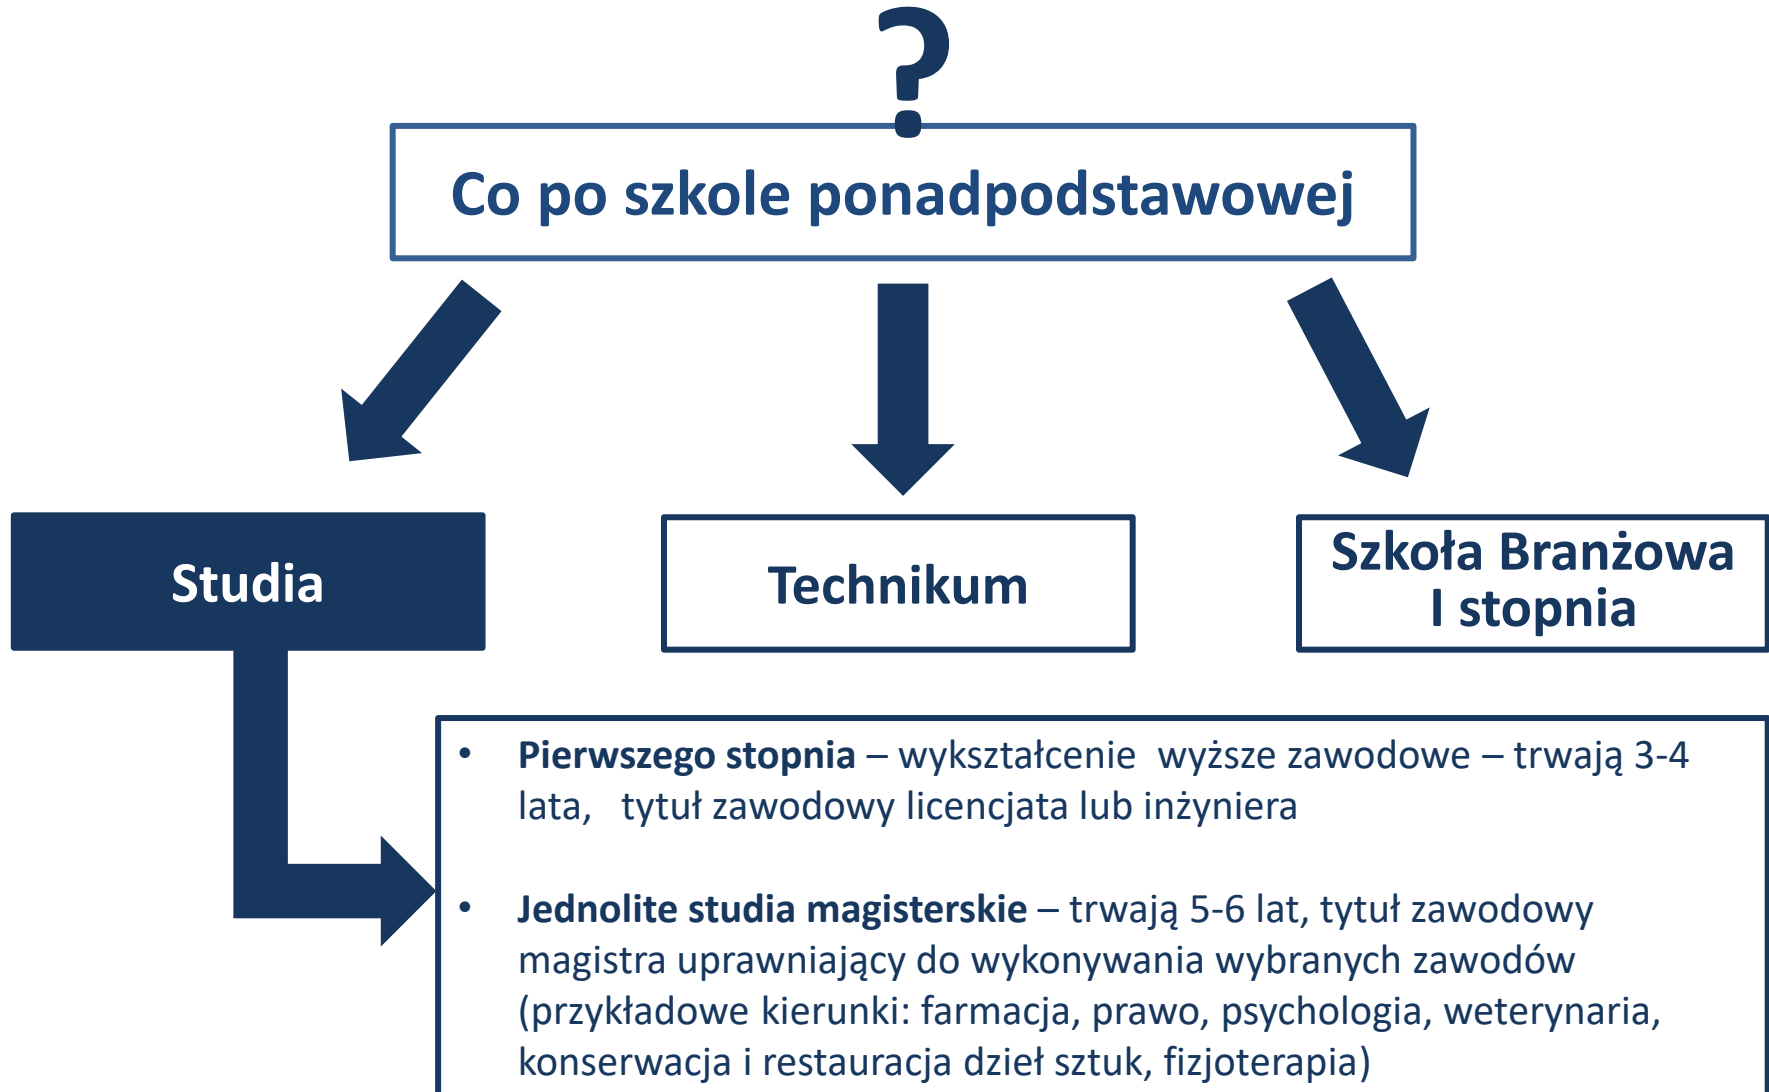 ?
Co po szkole ponadpodstawowej
Studia
Technikum
Szkoła Branżowa
I stopnia
• Pierwszego stopnia – wykształcenie wyższe zawodowe – trwają 3-4
lata, tytuł zawodowy licencjata lub inżyniera
• Jednolite studia magisterskie – trwają 5-6 lat, tytuł zawodowy
magistra uprawniający do wykonywania wybranych zawodów
(przykładowe kierunki: farmacja, prawo, psychologia, weterynaria,
konserwacja i restauracja dzieł sztuk, fizjoterapia)